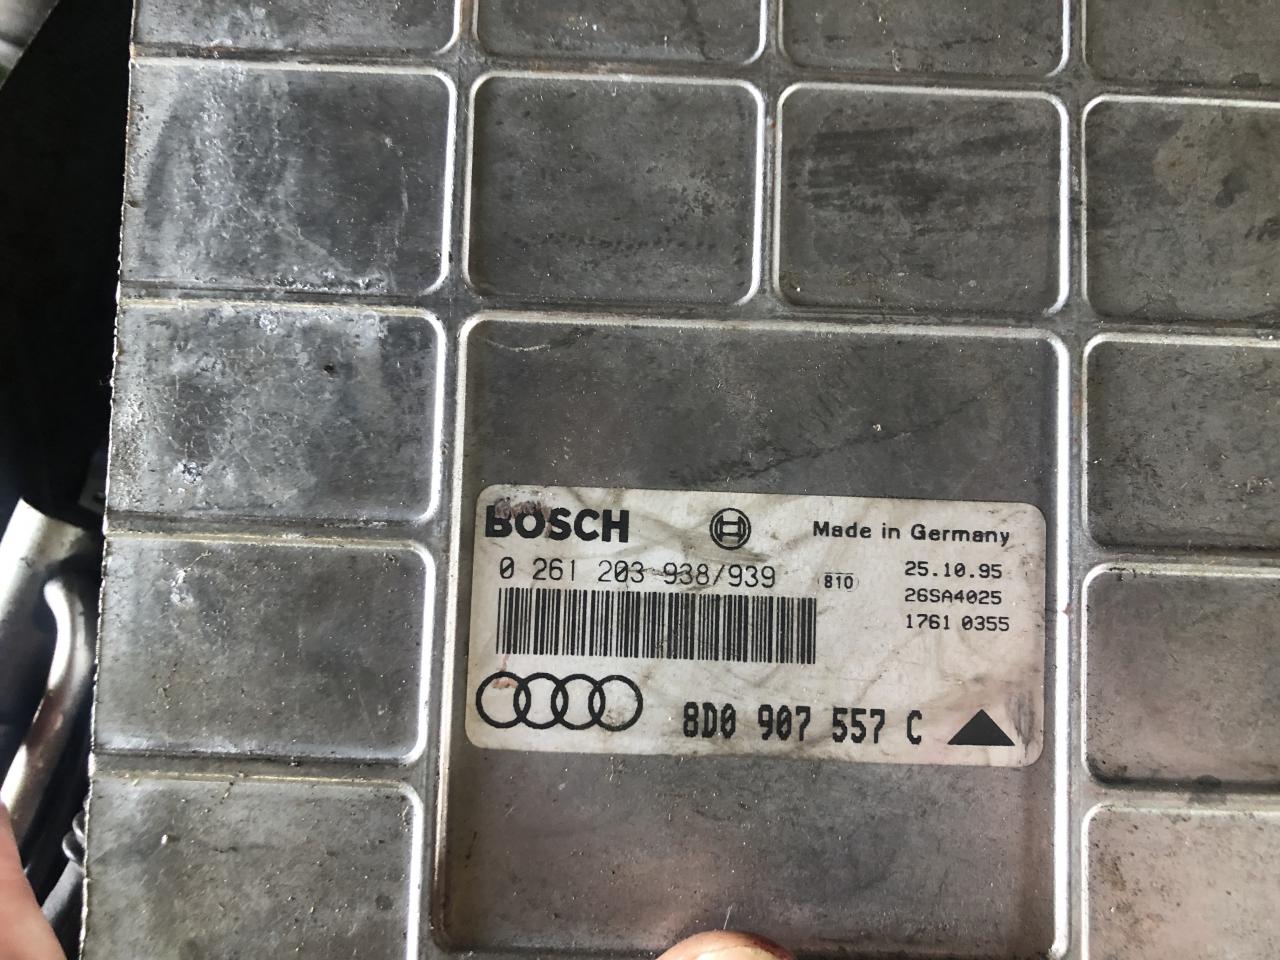 BOSCH
Made in Germany
0 261 203 938/939
810
25.10.95
26SA4025
1761 0355
8D0 907 557 C